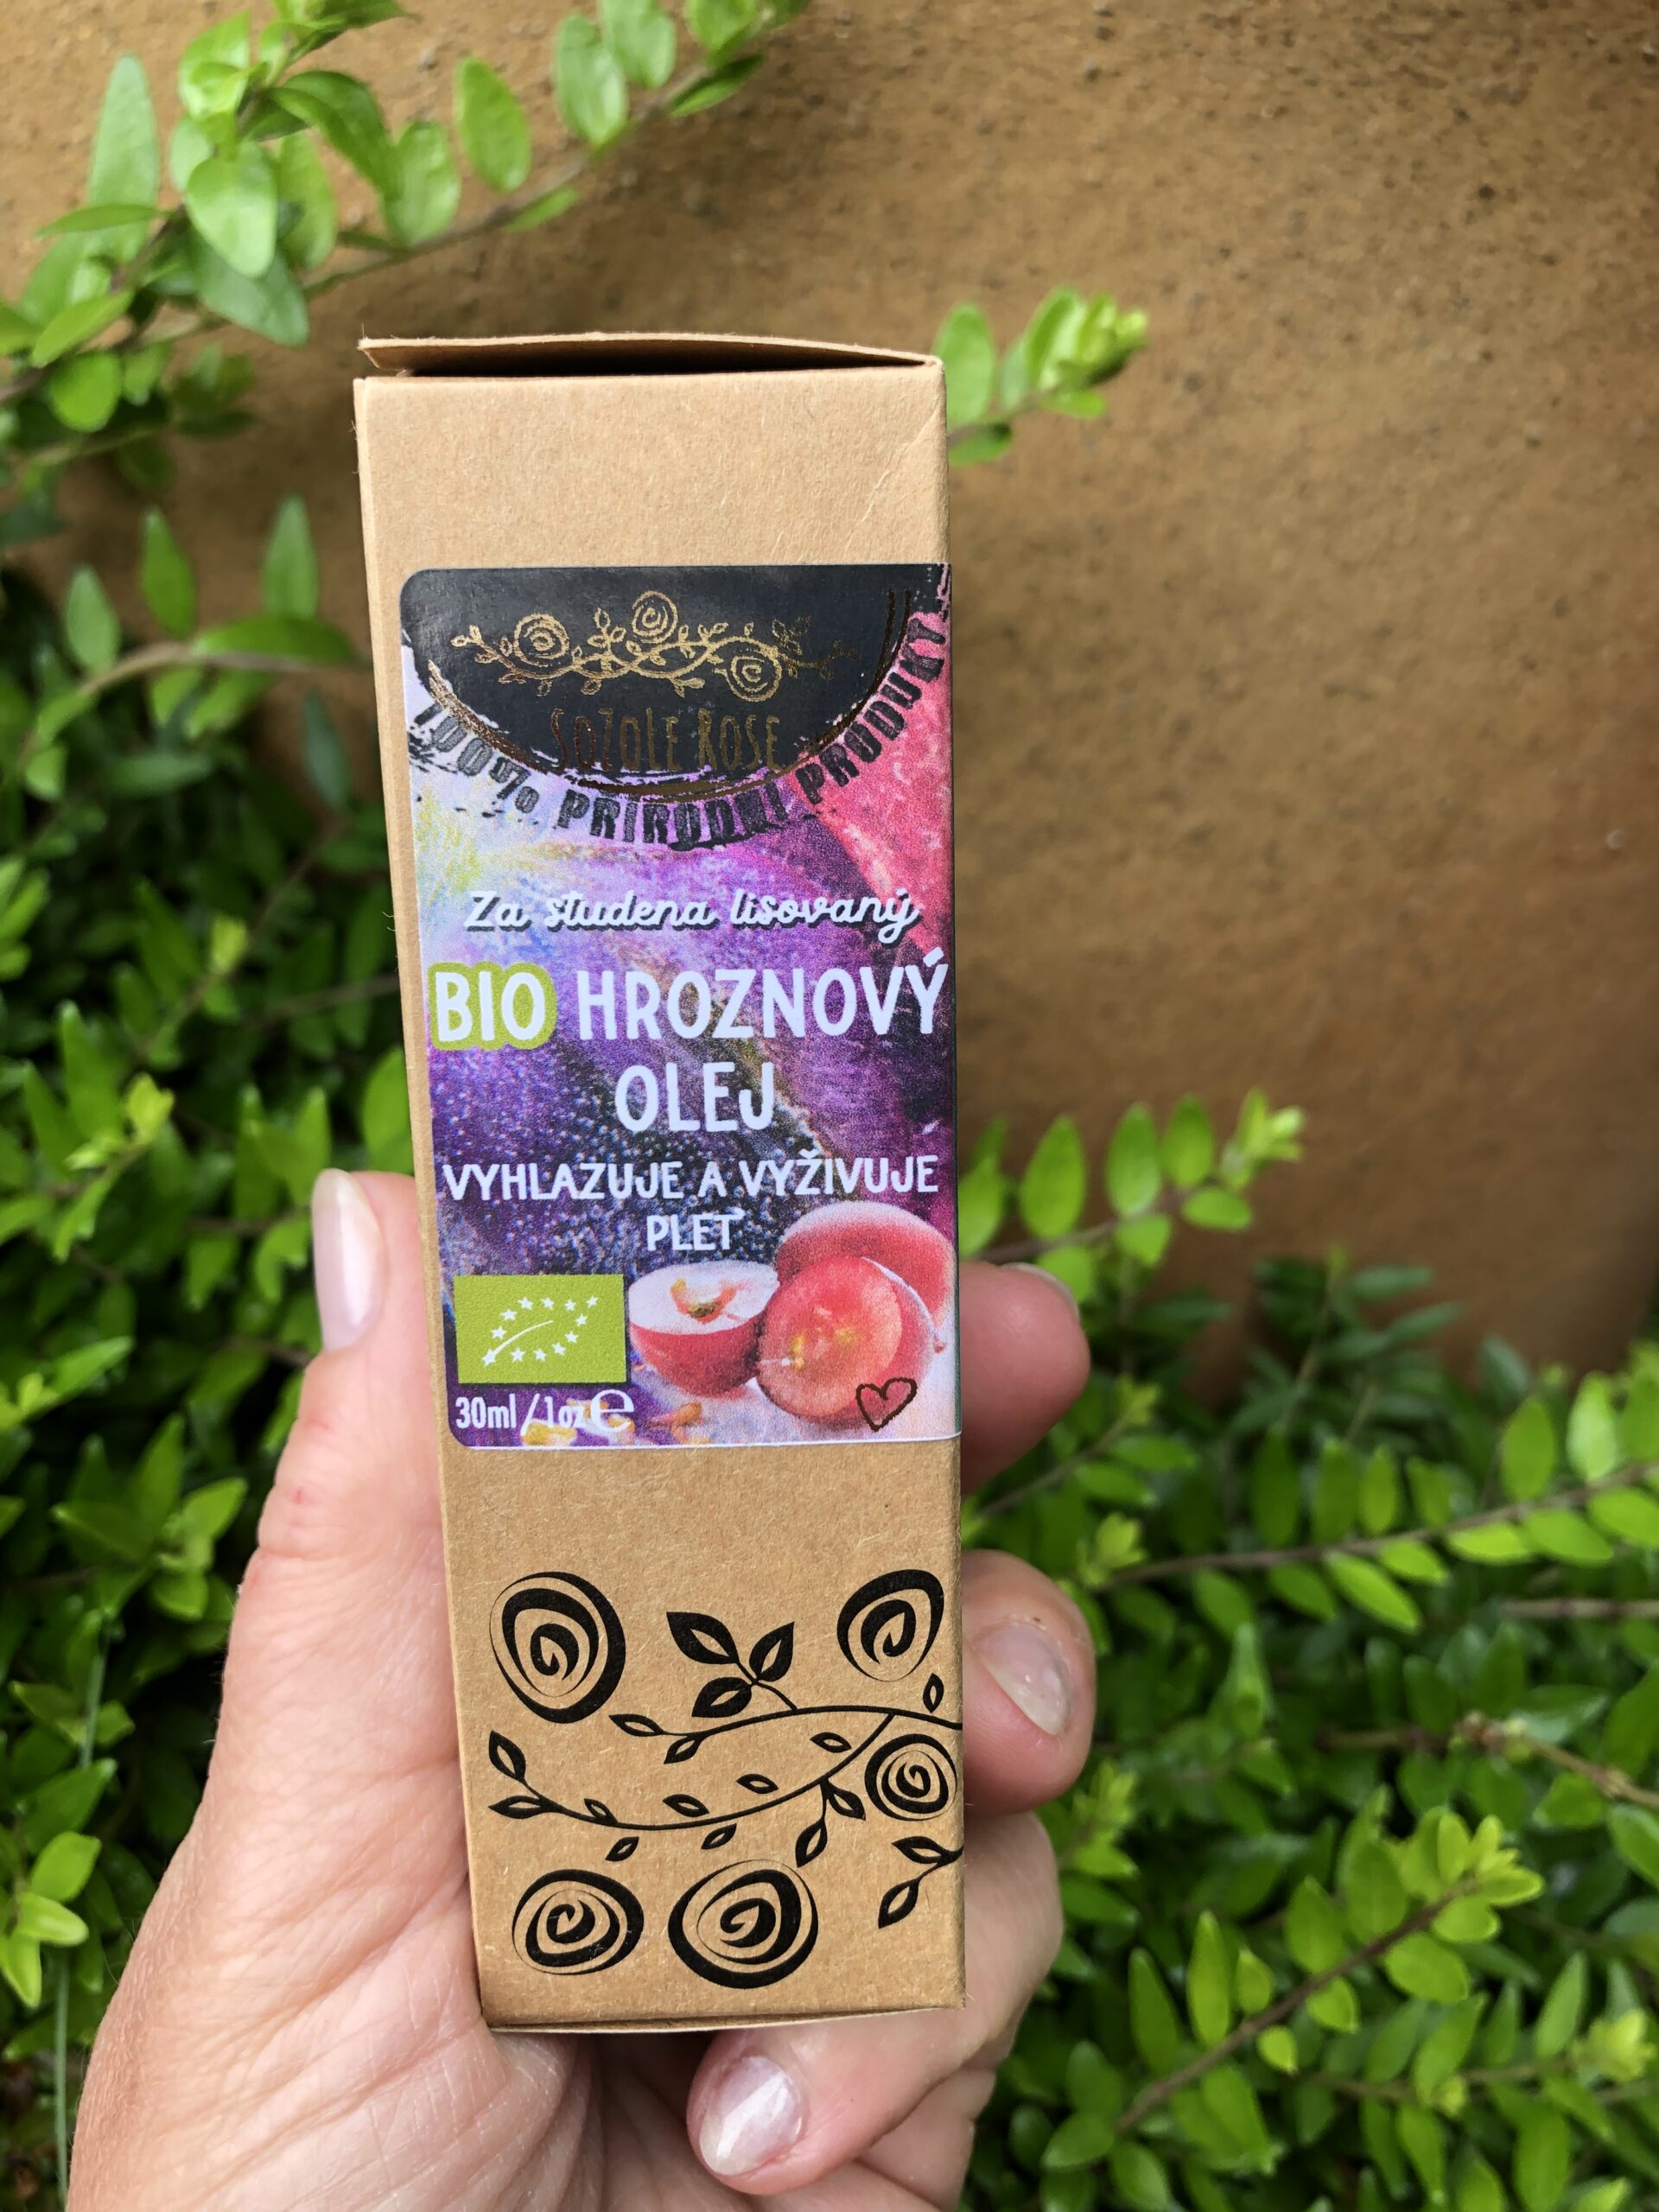 SOZOLE ROSE
100% PŘÍRODNÍ PRODUKT
Za studena lisovaný
BIO HROZNOVÝ
OLEJ
VYHLAZUJE A VYŽIVUJE
PLEŤ
30ml/1oz ℮